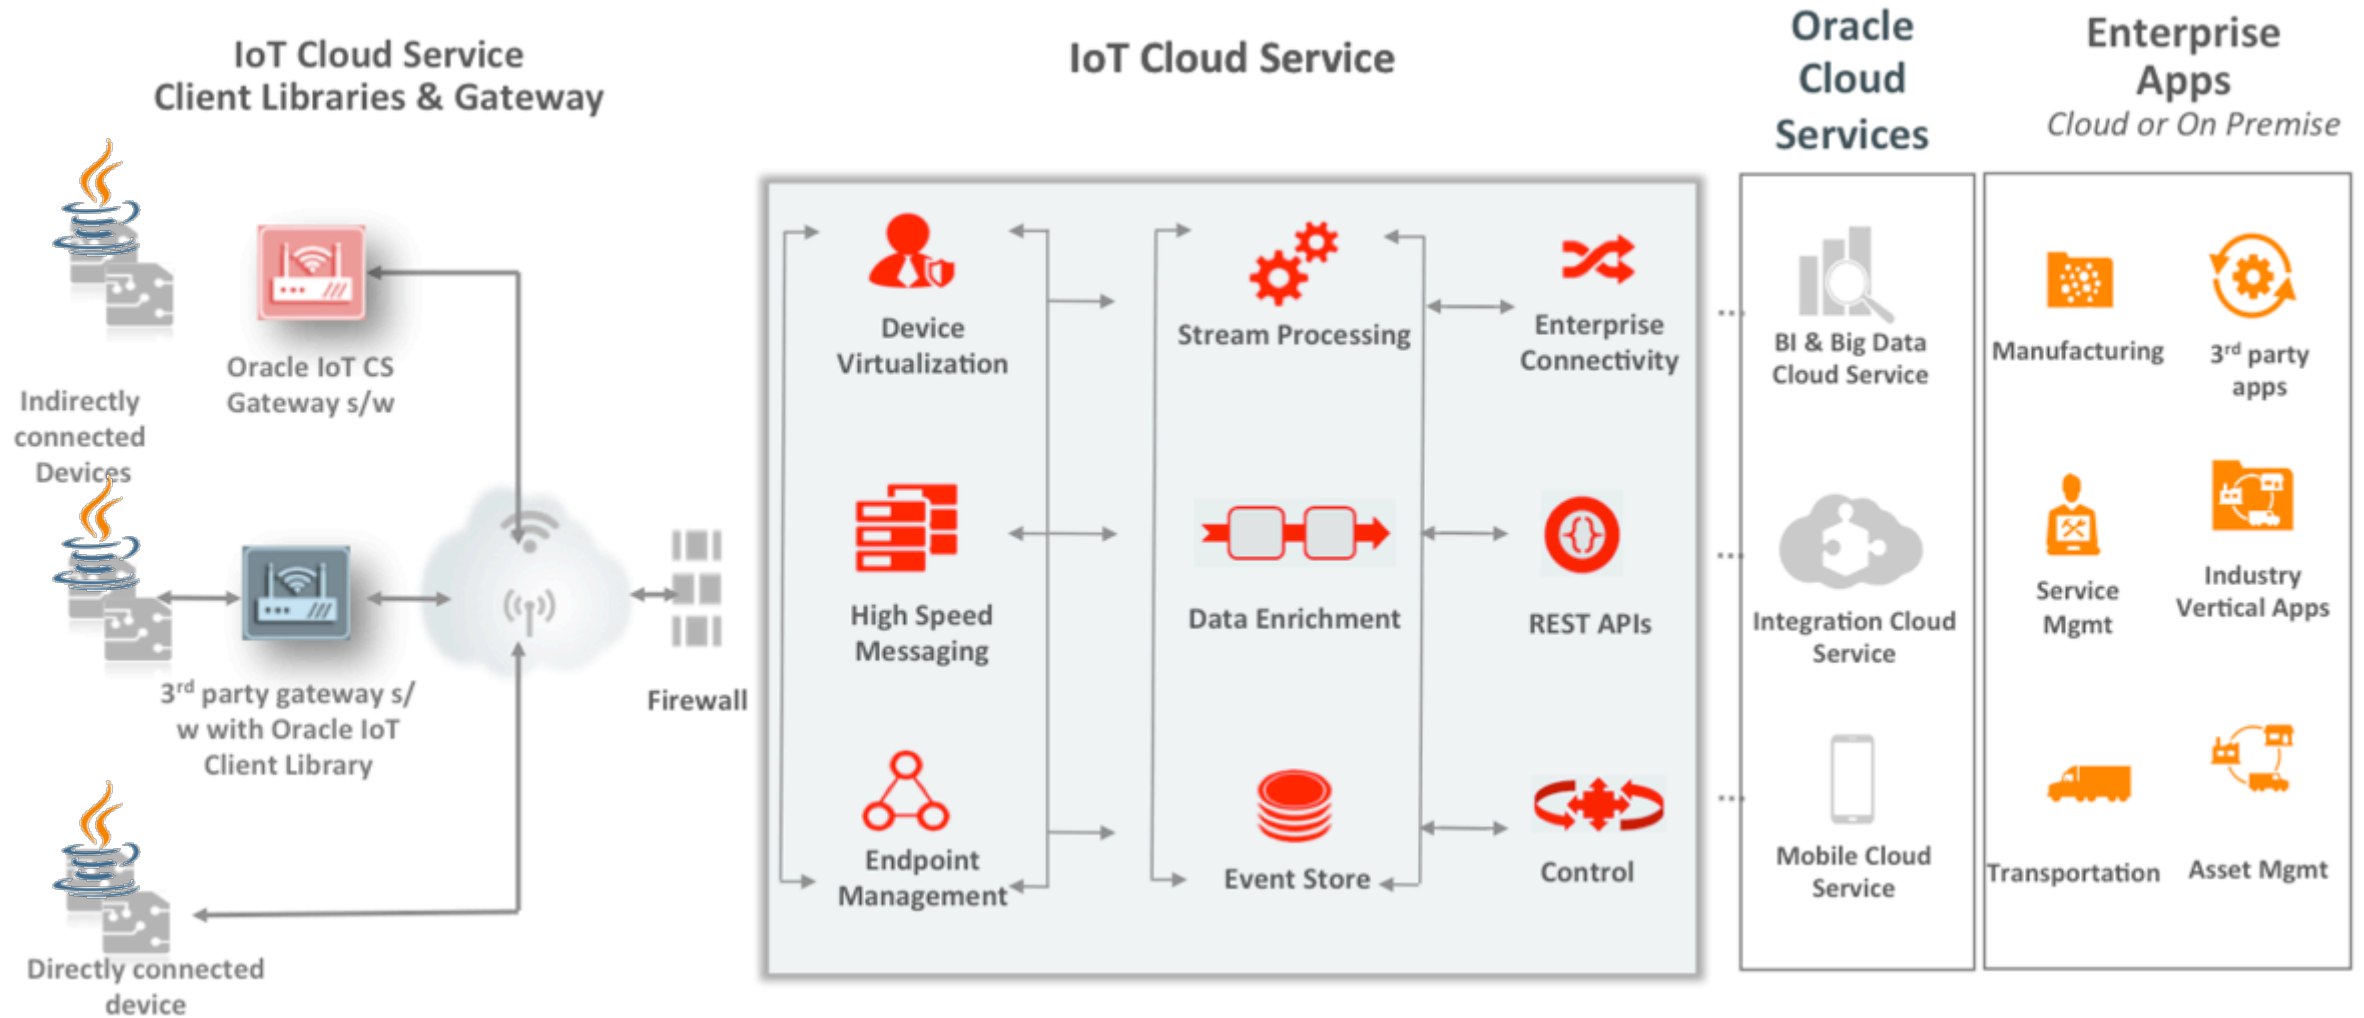 IoT Cloud Service
Client Libraries & Gateway
Indirectly
connected
Devices
Oracle IoT CS
Gateway s/w
3rd party gateway s/
w with Oracle IoT
Client Library
Directly connected
device
Firewall
IoT Cloud Service
Device
Virtualization
Stream Processing
Enterprise
Connectivity
High Speed
Messaging
Data Enrichment
REST APIs
Endpoint
Management
Event Store
Control
Oracle
Cloud
Services
BI & Big Data
Cloud Service
Integration Cloud
Service
Mobile Cloud
Service
Enterprise
Apps
Cloud or On Premise
Manufacturing
3rd party
apps
Service
Mgmt
Industry
Vertical Apps
Transportation
Asset Mgmt